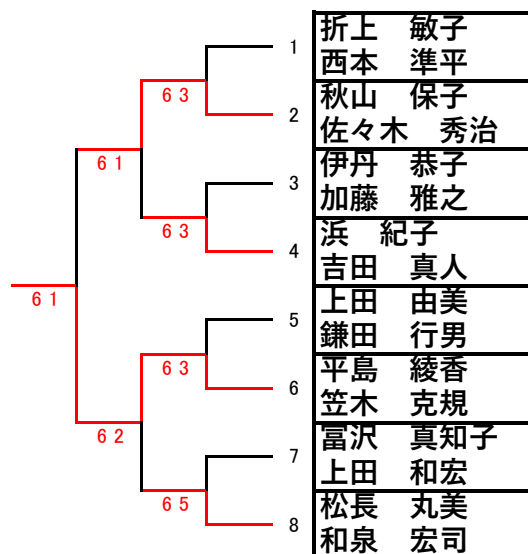 1
折上　敏子
西本　準平
6 3
2
秋山　保子
佐々木　秀治
6 1
3
伊丹　恭子
加藤　雅之
6 3
4
浜　紀子
吉田　真人
6 1
5
上田　由美
鎌田　行男
6 3
6
平島　綾香
笠木　克規
6 2
7
冨沢　真知子
上田　和宏
6 5
8
松長　丸美
和泉　宏司